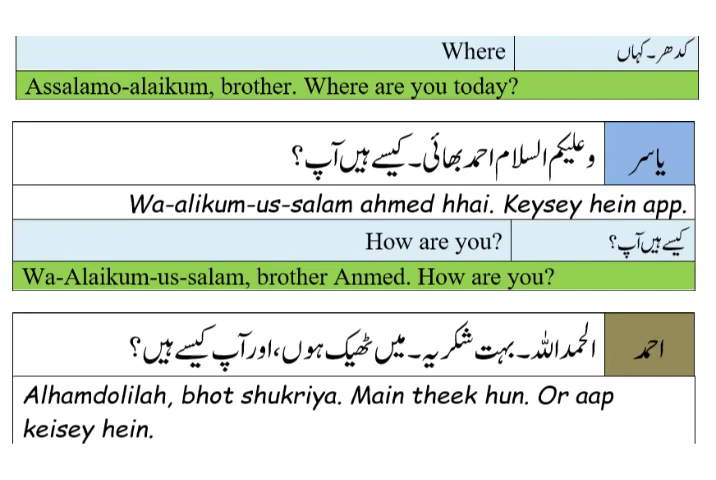 Where کدھر۔کہاں
Assalamo-alaikum, brother. Where are you today?
یاسر وعلیکم السلام احمد بھائی۔ کیسے ہیں آپ؟
Wa-alikum-us-salam ahmed hhai. Keysey hein app.
How are you? کیسے ہیں آپ؟
Wa-Alaikum-us-salam, brother Anmed. How are you?
احمد الحمداللہ۔ بہت شکریہ۔ میں ٹھیک ہوں، اور آپ کیسے ہیں؟
Alhamdolilah, bhot shukriya. Main theek hun. Or aap
keisey hein.